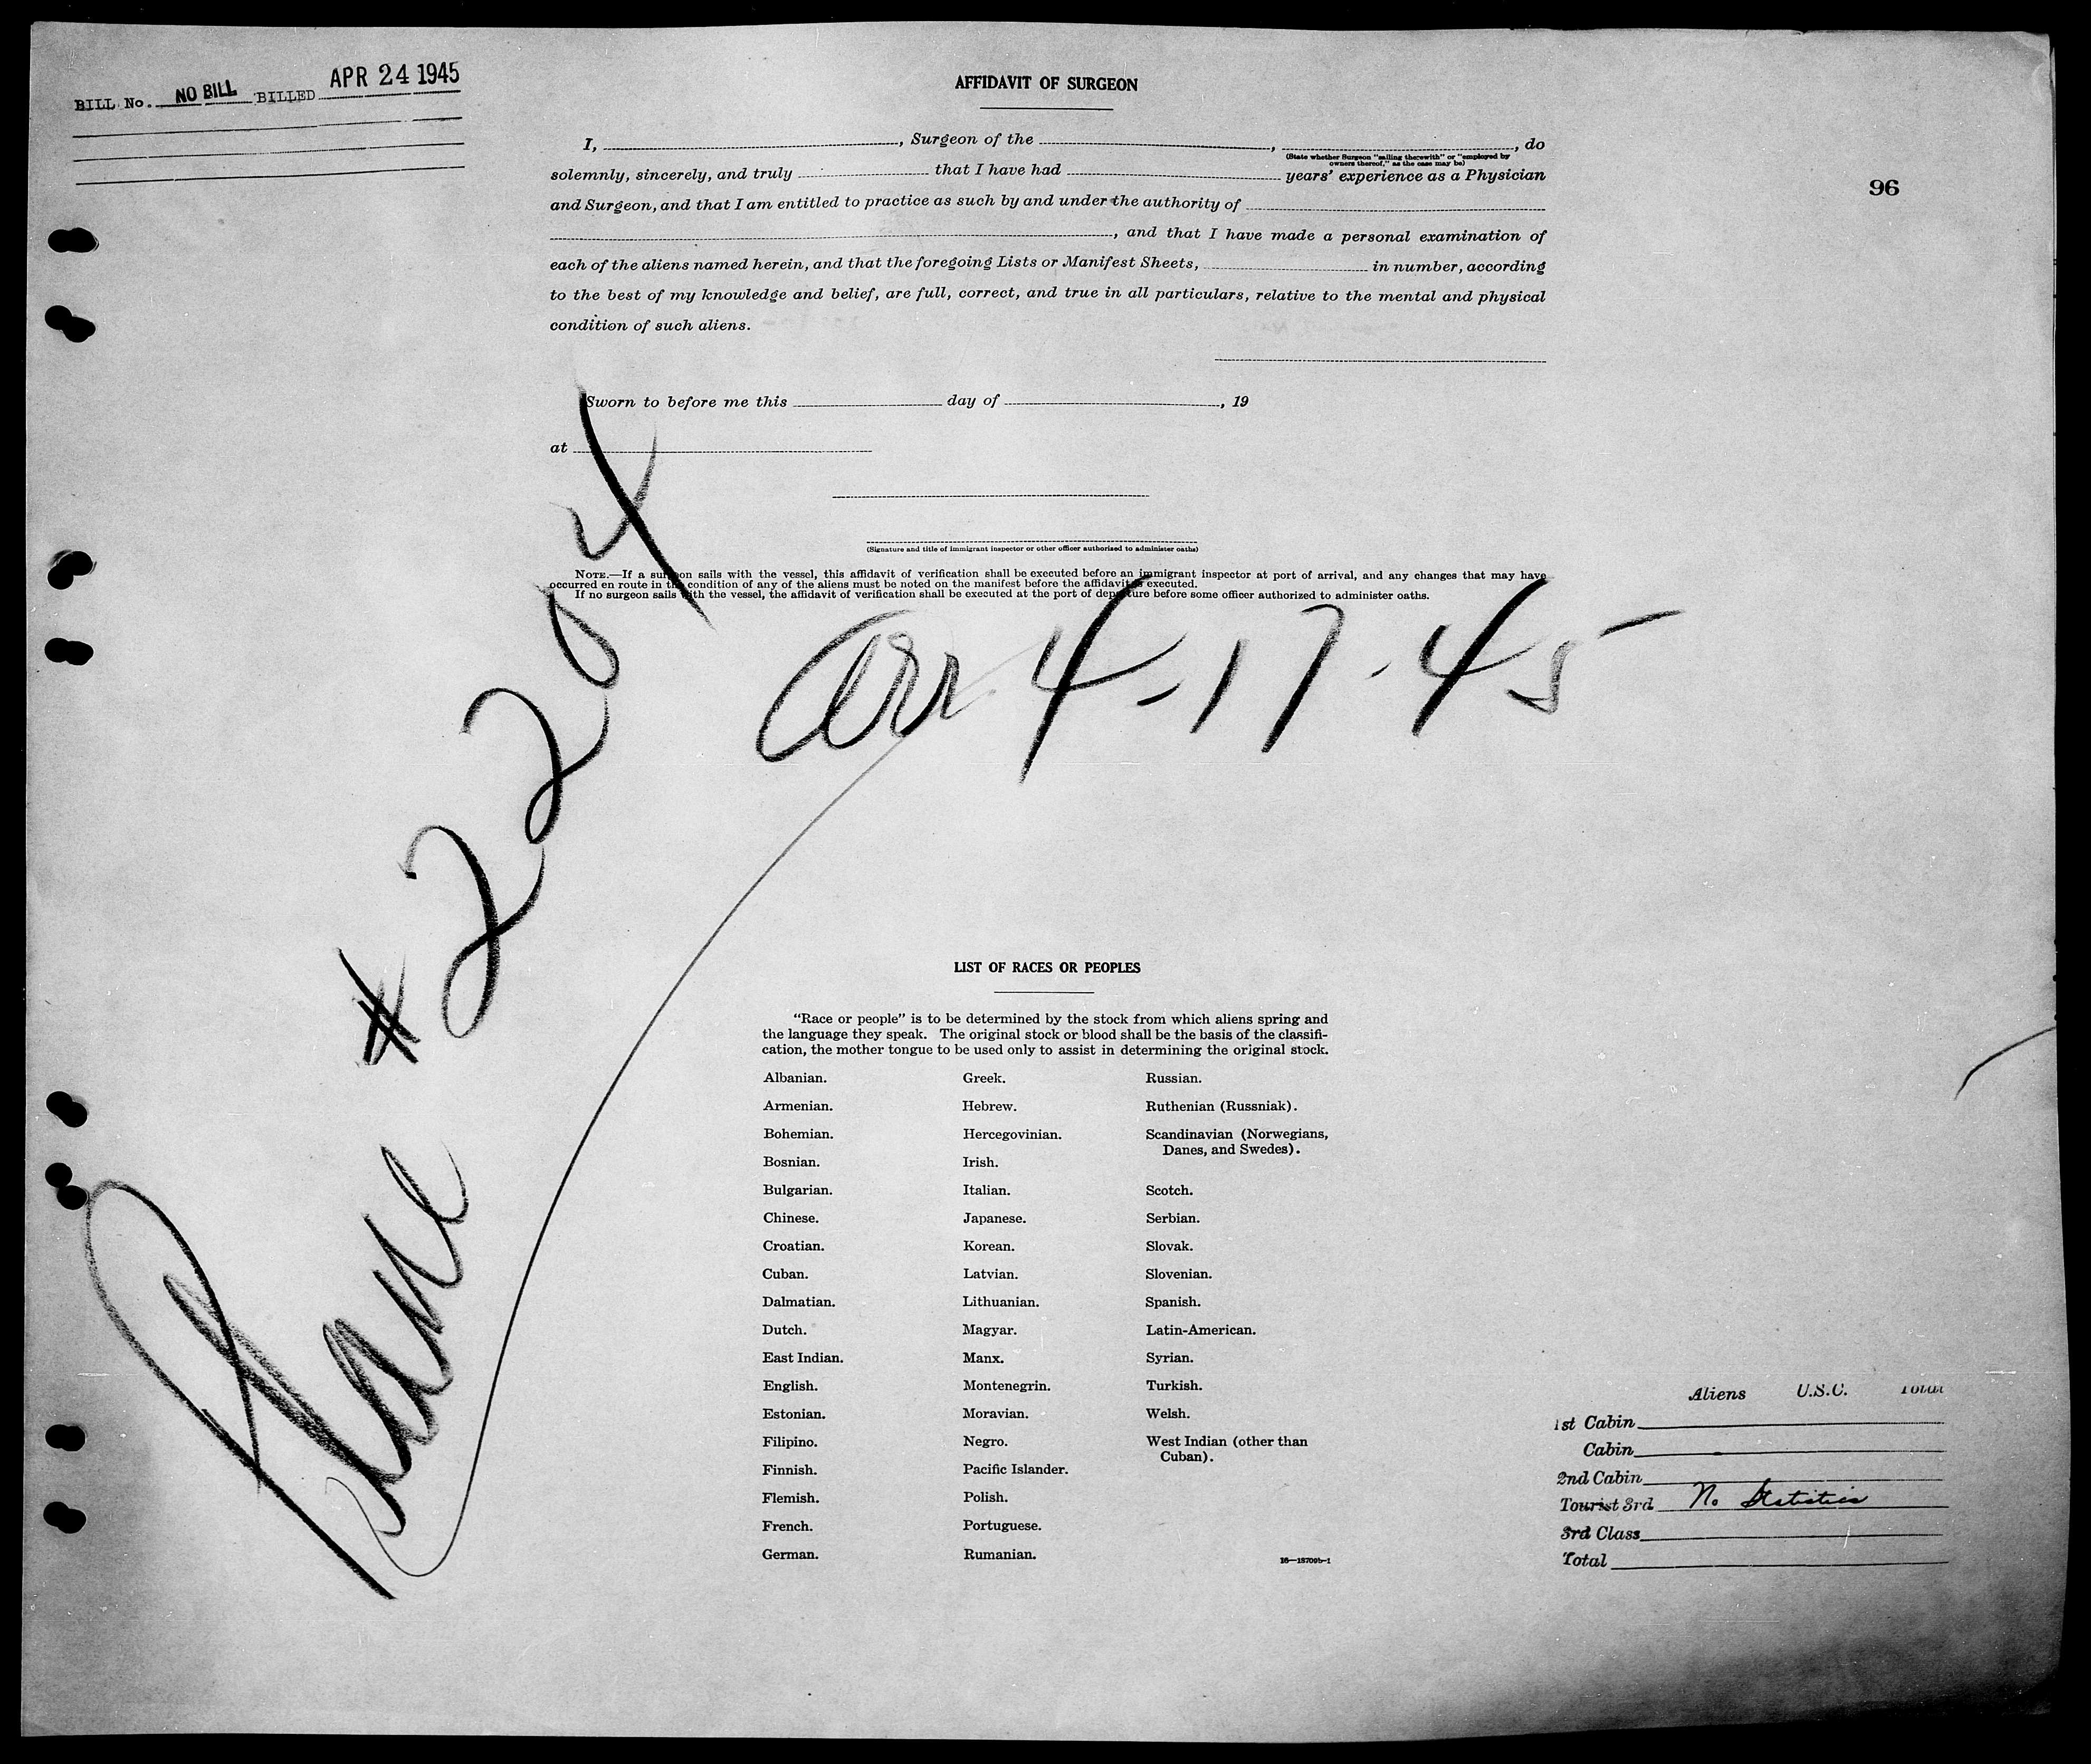 BILL No. NO BILL BILLED APR 24 1945
AFFIDAVIT OF SURGEON
I, , Surgeon of the , , do
(State whether Surgeon "sailing therewith" or "employed by
owners thereof," as the case may be)
solemnly, sincerely, and truly that I have had years' experience as a Physician
96
and Surgeon, and that I am entitled to practice as such by and under the authority of
, and that I have made a personal examination of
each of the aliens named herein, and that the foregoing Lists or Manifest Sheets, in number, according
to the best of my knowledge and belief, are full, correct, and true in all particulars, relative to the mental and physical
condition of such aliens.
Sworn to before me this day of , 19
at
(Signature and title of immigrant inspector or other officer authorized to administer oaths)
NOTE.—If a surgeon sails with the vessel, this affidavit of verification shall be executed before an immigrant inspector at port of arrival, and any changes that may have
occurred en route in the condition of any of the aliens must be noted on the manifest before the affidavit is executed.
If no surgeon sails with the vessel, the affidavit of verification shall be executed at the port of departure before some officer authorized to administer oaths.
Plane #2204
arr 4-17-45
LIST OF RACES OR PEOPLES
"Race or people" is to be determined by the stock from which aliens spring and
the language they speak. The original stock or blood shall be the basis of the classifi-
cation, the mother tongue to be used only to assist in determining the original stock.
Albanian.
Armenian.
Bohemian.
Bosnian.
Bulgarian.
Chinese.
Croatian.
Cuban.
Dalmatian.
Dutch.
East Indian.
English.
Estonian.
Filipino.
Finnish.
Flemish.
French.
German.
Greek.
Hebrew.
Hercegovinian.
Irish.
Italian.
Japanese.
Korean.
Latvian.
Lithuanian.
Magyar.
Manx.
Montenegrin.
Moravian.
Negro.
Pacific Islander.
Polish.
Portuguese.
Rumanian.
Russian.
Ruthenian (Russniak).
Scandinavian (Norwegians,
Danes, and Swedes).
Scotch.
Serbian.
Slovak.
Slovenian.
Spanish.
Latin-American.
Syrian.
Turkish.
Welsh.
West Indian (other than
Cuban).
16—13709b-1
Aliens U.S.C. Total
1st Cabin
Cabin
2nd Cabin
Tourist 3rd No Statistics
3rd Class
Total